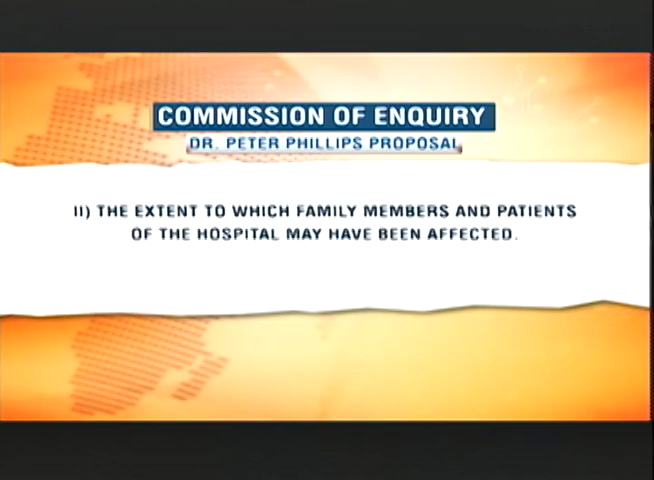 COMMISSION OF ENQUIRY
DR. PETER PHILLIPS PROPOSAL
II) THE EXTENT TO WHICH FAMILY MEMBERS AND PATIENTS
OF THE HOSPITAL MAY HAVE BEEN AFFECTED.